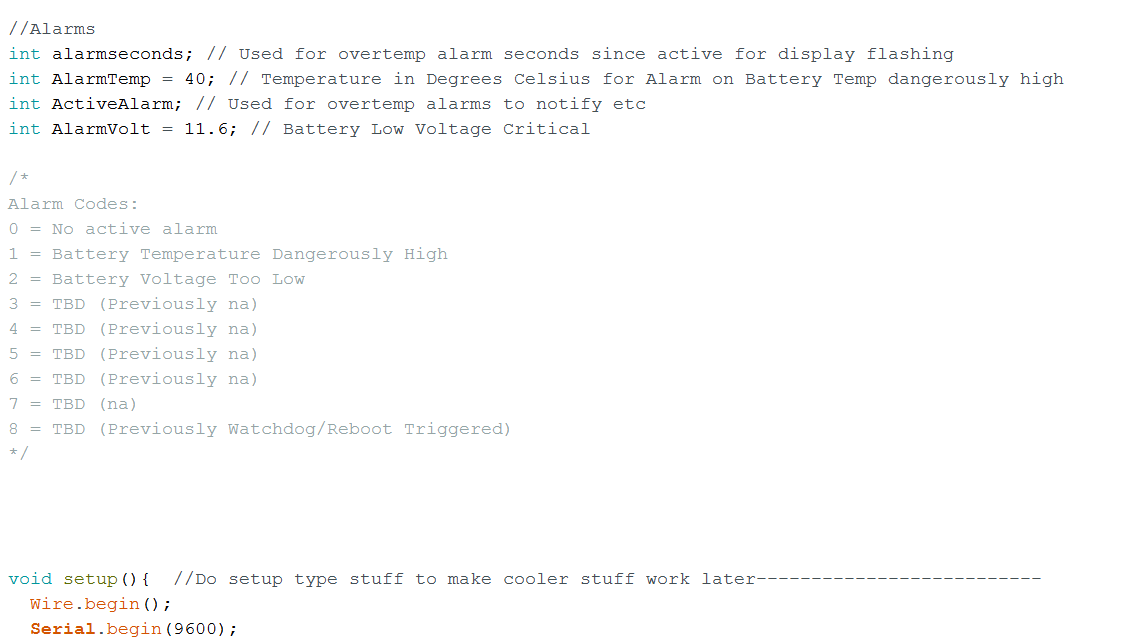 //Alarms
int alarmseconds; // Used for overtemp alarm seconds since active for display flashing
int AlarmTemp = 40; // Temperature in Degrees Celsius for Alarm on Battery Temp dangerously high
int ActiveAlarm; // Used for overtemp alarms to notify etc
int AlarmVolt = 11.6; // Battery Low Voltage Critical
/*
Alarm Codes:
0 = No active alarm
1 = Battery Temperature Dangerously High
2 = Battery Voltage Too Low
3 = TBD (Previously na)
4 = TBD (Previously na)
5 = TBD (Previously na)
6 = TBD (Previously na)
7 = TBD (na)
8 = TBD (Previously Watchdog/Reboot Triggered)
*/
void setup(){  //Do setup type stuff to make cooler stuff work later--------------------------
  Wire.begin();
  Serial.begin(9600);